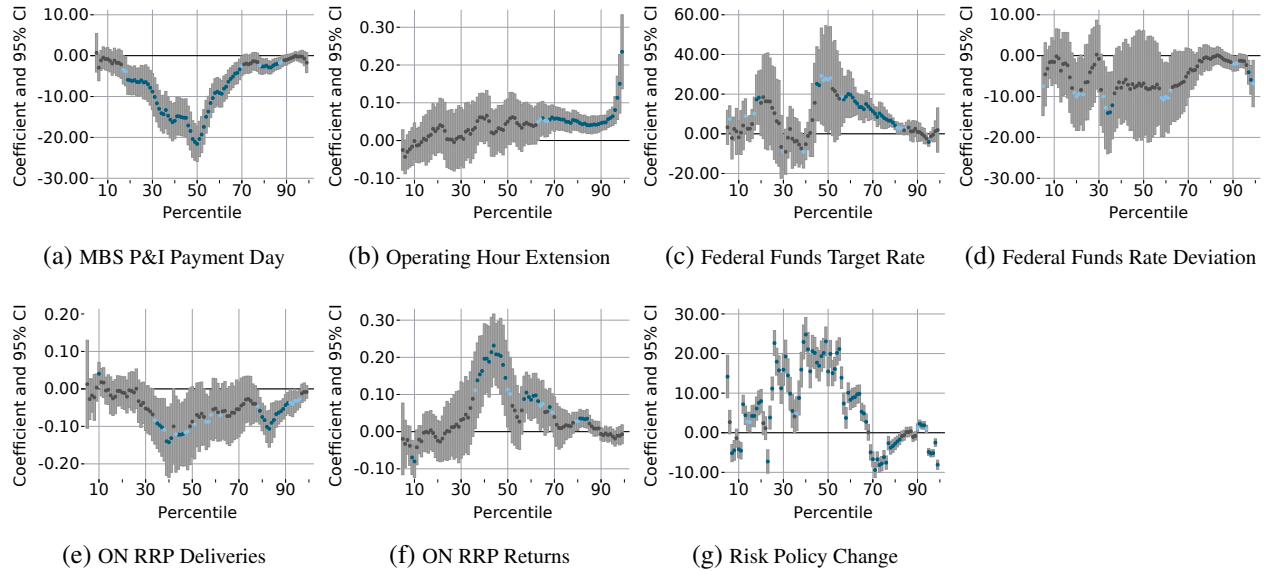 Coefficient and 95% CI
10.00
0.00
-10.00
-20.00
-30.00
10 30 50 70 90
Percentile
(a) MBS P&I Payment Day
Coefficient and 95% CI
0.30
0.20
0.10
0.00
-0.10
10 30 50 70 90
Percentile
(b) Operating Hour Extension
Coefficient and 95% CI
60.00
40.00
20.00
0.00
-20.00
10 30 50 70 90
Percentile
(c) Federal Funds Target Rate
Coefficient and 95% CI
10.00
0.00
-10.00
-20.00
-30.00
10 30 50 70 90
Percentile
(d) Federal Funds Rate Deviation
Coefficient and 95% CI
0.20
0.10
0.00
-0.10
-0.20
10 30 50 70 90
Percentile
(e) ON RRP Deliveries
Coefficient and 95% CI
0.30
0.20
0.10
0.00
-0.10
10 30 50 70 90
Percentile
(f) ON RRP Returns
Coefficient and 95% CI
30.00
20.00
10.00
0.00
-10.00
10 30 50 70 90
Percentile
(g) Risk Policy Change